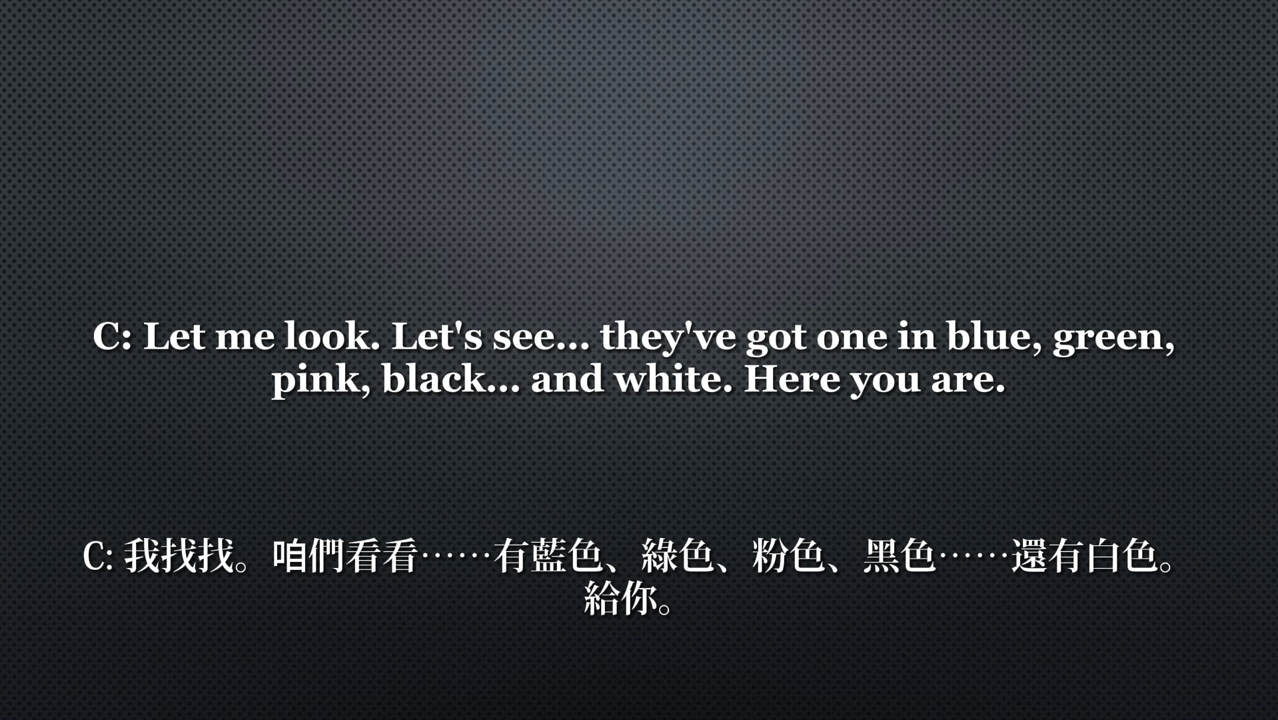 C: Let me look. Let's see... they've got one in blue, green,
pink, black... and white. Here you are.
C: 我找找。咱們看看……有藍色、綠色、粉色、黑色……還有白色。
給你。